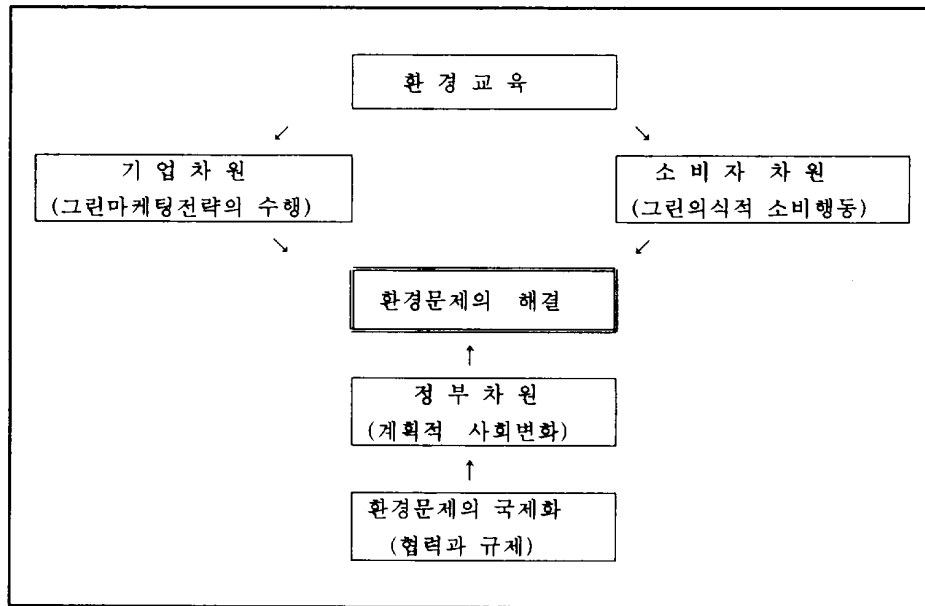 환 경 교 육
↙ ↘
기 업 차 원
(그린마케팅전략의 수행)
소 비 자 차 원
(그린의식적 소비행동)
↘ ↙
환경문제의 해결
↑
정 부 차 원
(계획적 사회변화)
↑
환경문제의 국제화
(협력과 규제)